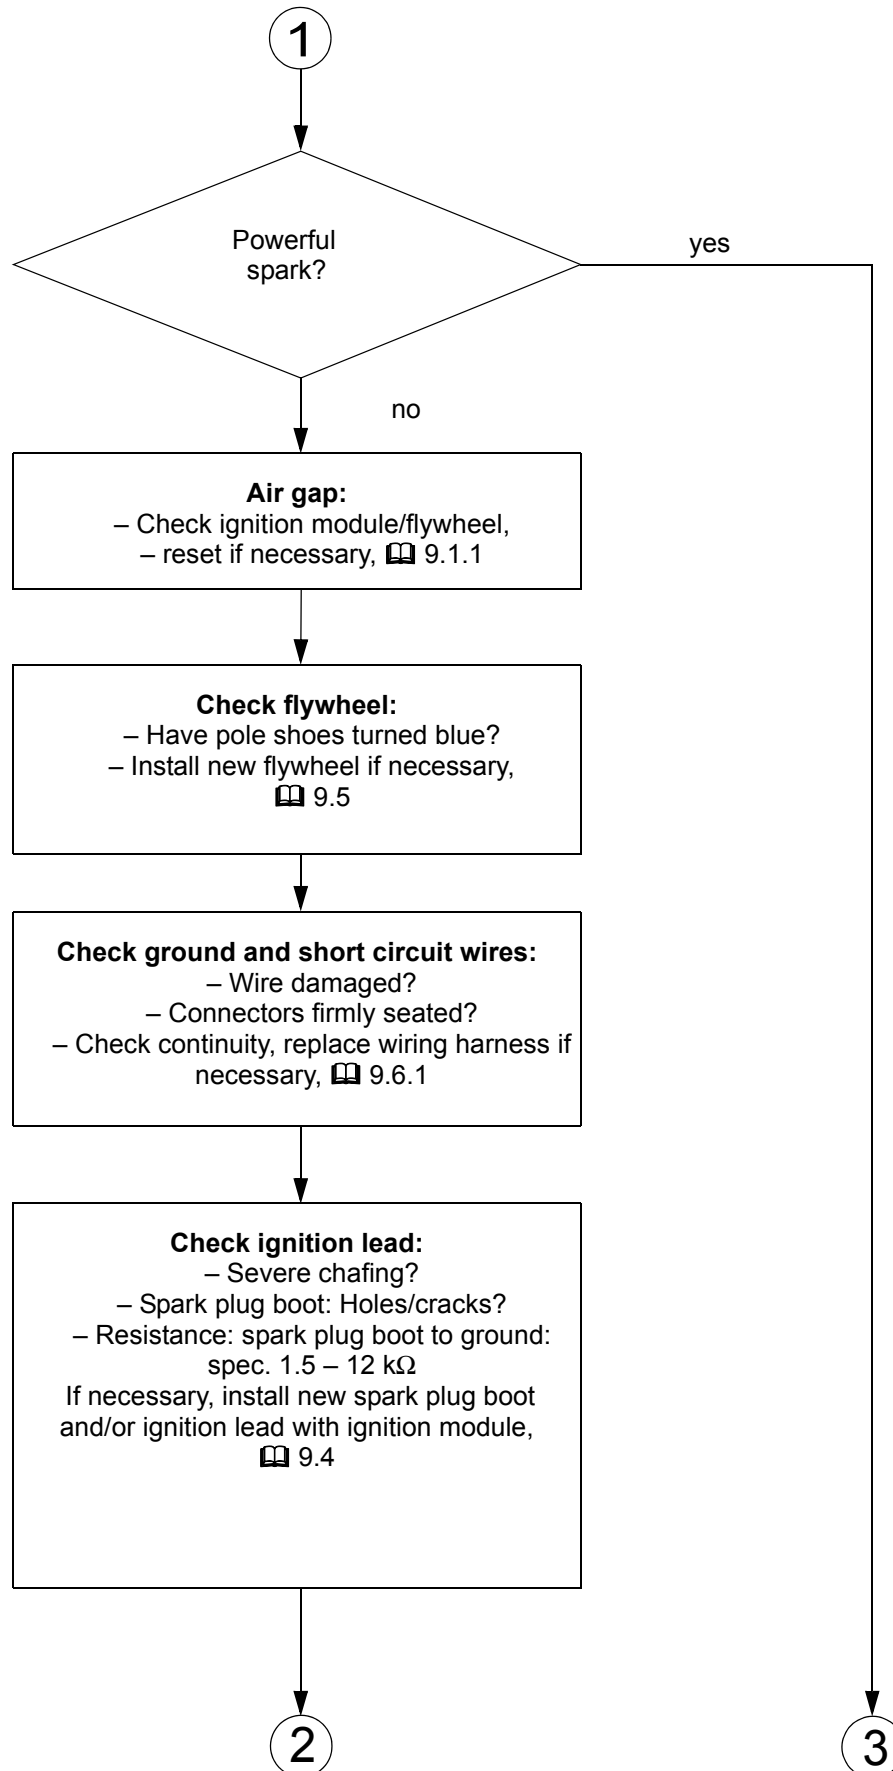 1
Powerful
spark?
yes
no
Air gap:
– Check ignition module/flywheel,
– reset if necessary, 9.1.1
Check flywheel:
– Have pole shoes turned blue?
– Install new flywheel if necessary,
9.5
Check ground and short circuit wires:
– Wire damaged?
– Connectors firmly seated?
– Check continuity, replace wiring harness if
necessary, 9.6.1
Check ignition lead:
– Severe chafing?
– Spark plug boot: Holes/cracks?
– Resistance: spark plug boot to ground:
spec. 1.5 – 12 kΩ
If necessary, install new spark plug boot
and/or ignition lead with ignition module,
9.4
2
3